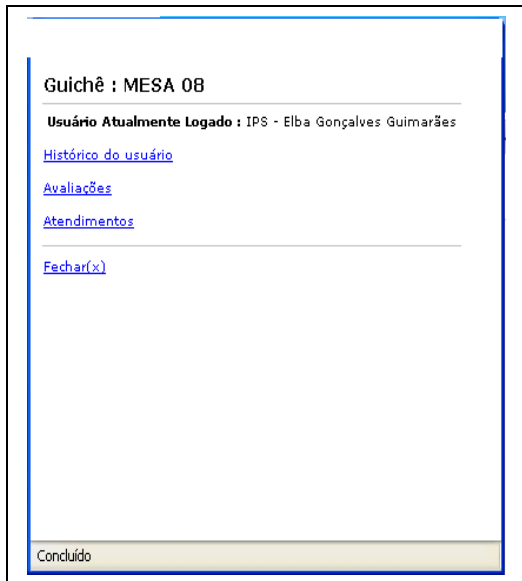 Guichê : MESA 08
Usuário Atualmente Logado : IPS - Elba Gonçalves Guimarães
Histórico do usuário
Avaliações
Atendimentos
Fechar(x)
Concluído